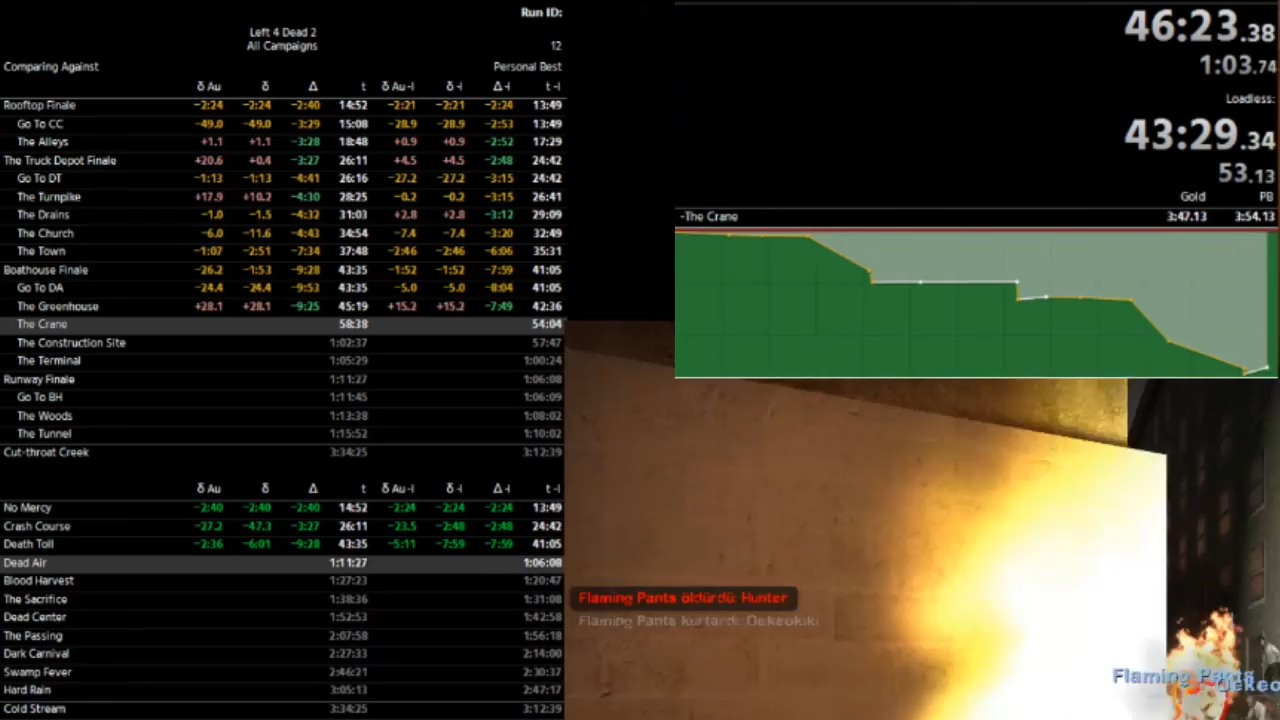 Run ID:
Left 4 Dead 2
All Campaigns 12
Comparing Against Personal Best
δ Au δ Δ t δ Au-l δ -l Δ -l t -l
Rooftop Finale −2:24 −2:24 −2:40 14:52 −2:21 −2:21 −2:24 13:49
Go To CC −49.0 −49.0 −3:29 15:08 −28.9 −28.9 −2:53 13:49
The Alleys +1.1 +1.1 −3:28 18:48 +0.9 +0.9 −2:52 17:29
The Truck Depot Finale +20.6 +0.4 −3:27 26:11 +4.5 +4.5 −2:48 24:42
Go To DT −1:13 −1:13 −4:41 26:16 −27.2 −27.2 −3:15 24:42
The Turnpike +17.9 +10.2 −4:30 28:25 −0.2 −0.2 −3:15 26:41
The Drains −1.0 −1.5 −4:32 31:03 +2.8 +2.8 −3:12 29:09
The Church −6.0 −11.6 −4:43 34:54 −7.4 −7.4 −3:20 32:49
The Town −1:07 −2:51 −7:34 37:48 −2:46 −2:46 −6:06 35:31
Boathouse Finale −26.2 −1:53 −9:28 43:35 −1:52 −1:52 −7:59 41:05
Go To DA −24.4 −24.4 −9:53 43:35 −5.0 −5.0 −8:04 41:05
The Greenhouse +28.1 +28.1 −9:25 45:19 +15.2 +15.2 −7:49 42:36
The Crane 58:38 54:04
The Construction Site 1:02:37 57:47
The Terminal 1:05:29 1:00:24
Runway Finale 1:11:27 1:06:08
Go To BH 1:11:45 1:06:09
The Woods 1:13:38 1:08:02
The Tunnel 1:15:52 1:10:02
Cut-throat Creek 3:34:25 3:12:39
δ Au δ Δ t δ Au-l δ -l Δ -l t -l
No Mercy −2:40 −2:40 −2:40 14:52 −2:24 −2:24 −2:24 13:49
Crash Course −27.2 −47.3 −3:27 26:11 −23.5 −2:48 −2:48 24:42
Death Toll −2:36 −6:01 −9:28 43:35 −5:11 −7:59 −7:59 41:05
Dead Air 1:11:27 1:06:08
Blood Harvest 1:27:23 1:20:47
The Sacrifice 1:38:36 1:31:08
Dead Center 1:52:53 1:42:58
The Passing 2:07:58 1:56:18
Dark Carnival 2:27:33 2:14:00
Swamp Fever 2:46:21 2:30:37
Hard Rain 3:05:13 2:47:17
Cold Stream 3:34:25 3:12:39
46:23.38
1:03.74
Loadless:
43:29.34
53.13
Gold PB
-The Crane 3:47.13 3:54.13
Flaming Pants öldürdü: Hunter
Flaming Pants kurtardı: Oekeokiki
Flaming Pants
Oekeo